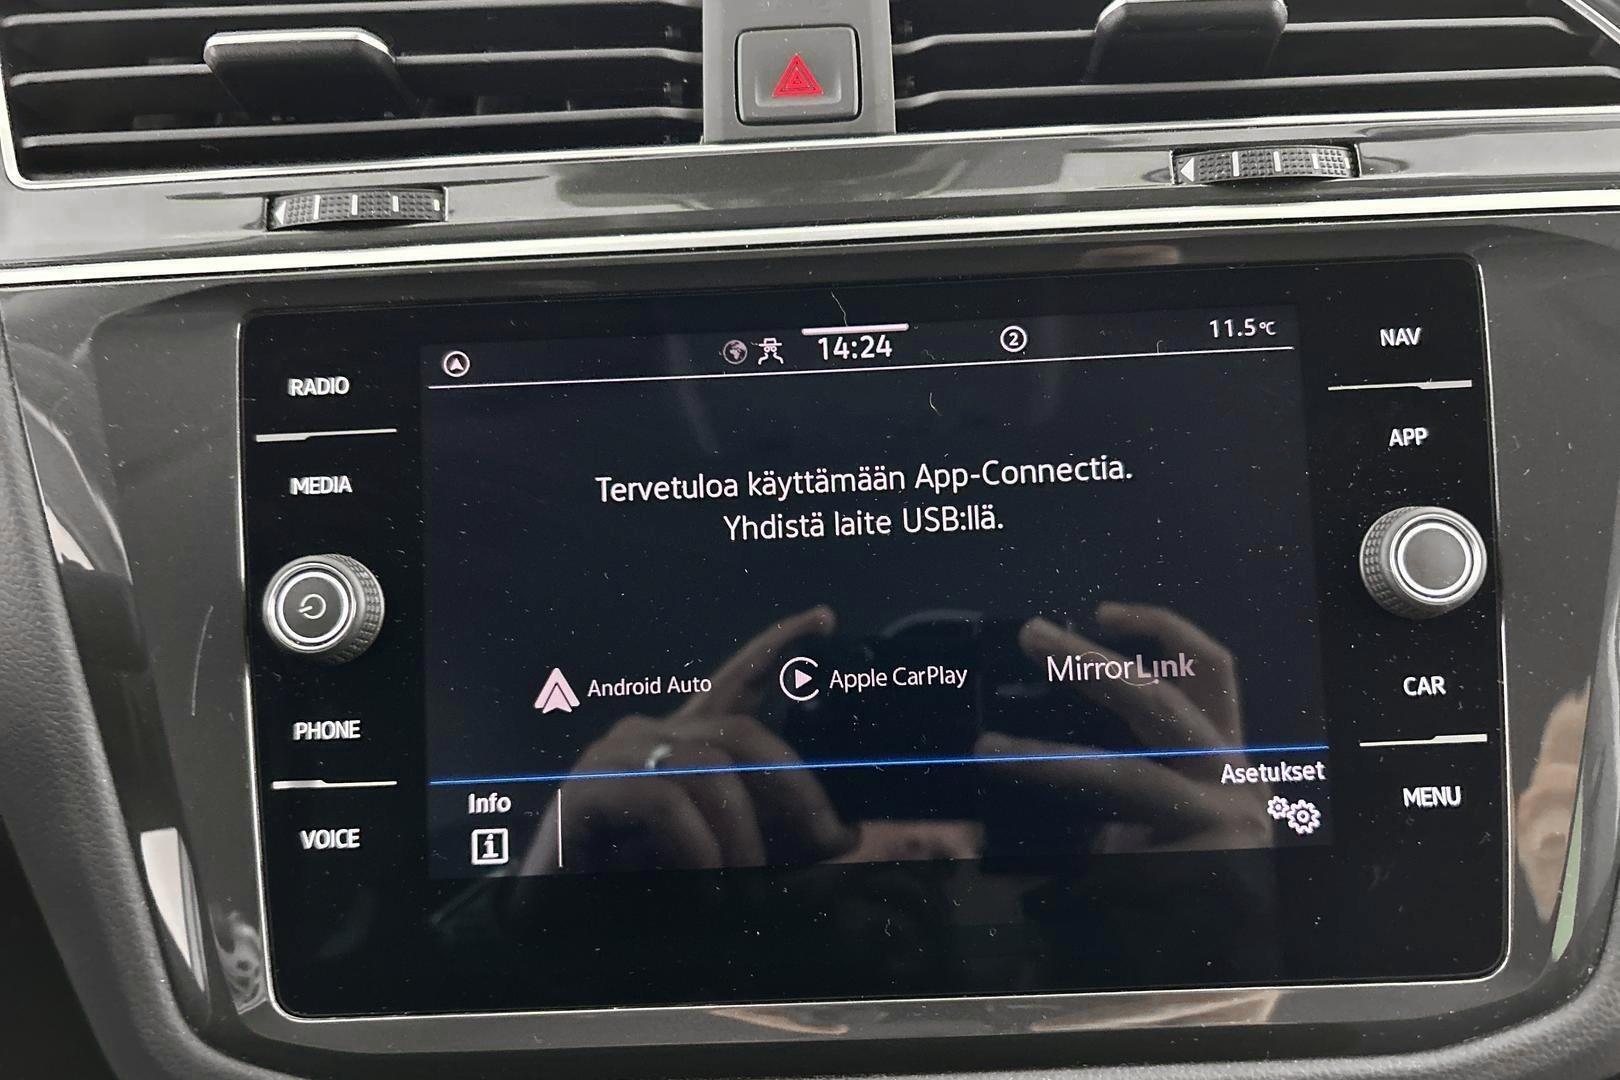 14:24
2
11.5°C
RADIO
MEDIA
PHONE
VOICE
Tervetuloa käyttämään App-Connectia.
Yhdistä laite USB:llä.
Android Auto
Apple CarPlay
MirrorLink
Info
i
Asetukset
NAV
APP
CAR
MENU